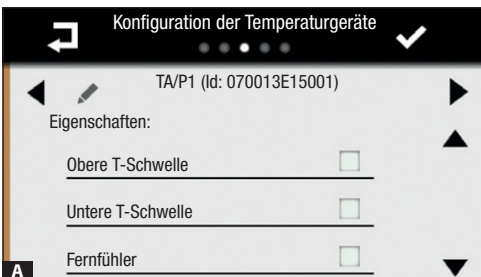 Konfiguration der Temperaturgeräte
TA/P1 (Id: 070013E15001)
Eigenschaften:
Obere T-Schwelle
Untere T-Schwelle
Fernfühler
A